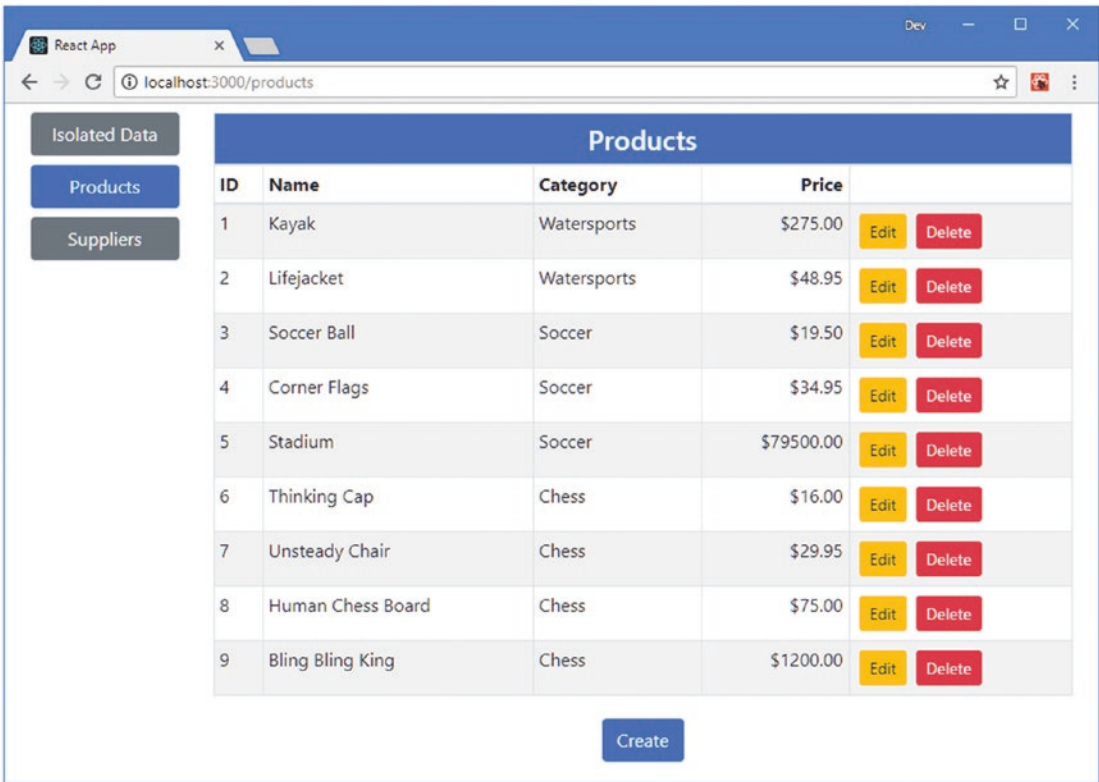 Dev
React App
localhost:3000/products
Isolated Data
Products
Suppliers
Products
ID Name Category Price
1 Kayak Watersports $275.00 Edit Delete
2 Lifejacket Watersports $48.95 Edit Delete
3 Soccer Ball Soccer $19.50 Edit Delete
4 Corner Flags Soccer $34.95 Edit Delete
5 Stadium Soccer $79500.00 Edit Delete
6 Thinking Cap Chess $16.00 Edit Delete
7 Unsteady Chair Chess $29.95 Edit Delete
8 Human Chess Board Chess $75.00 Edit Delete
9 Bling Bling King Chess $1200.00 Edit Delete
Create